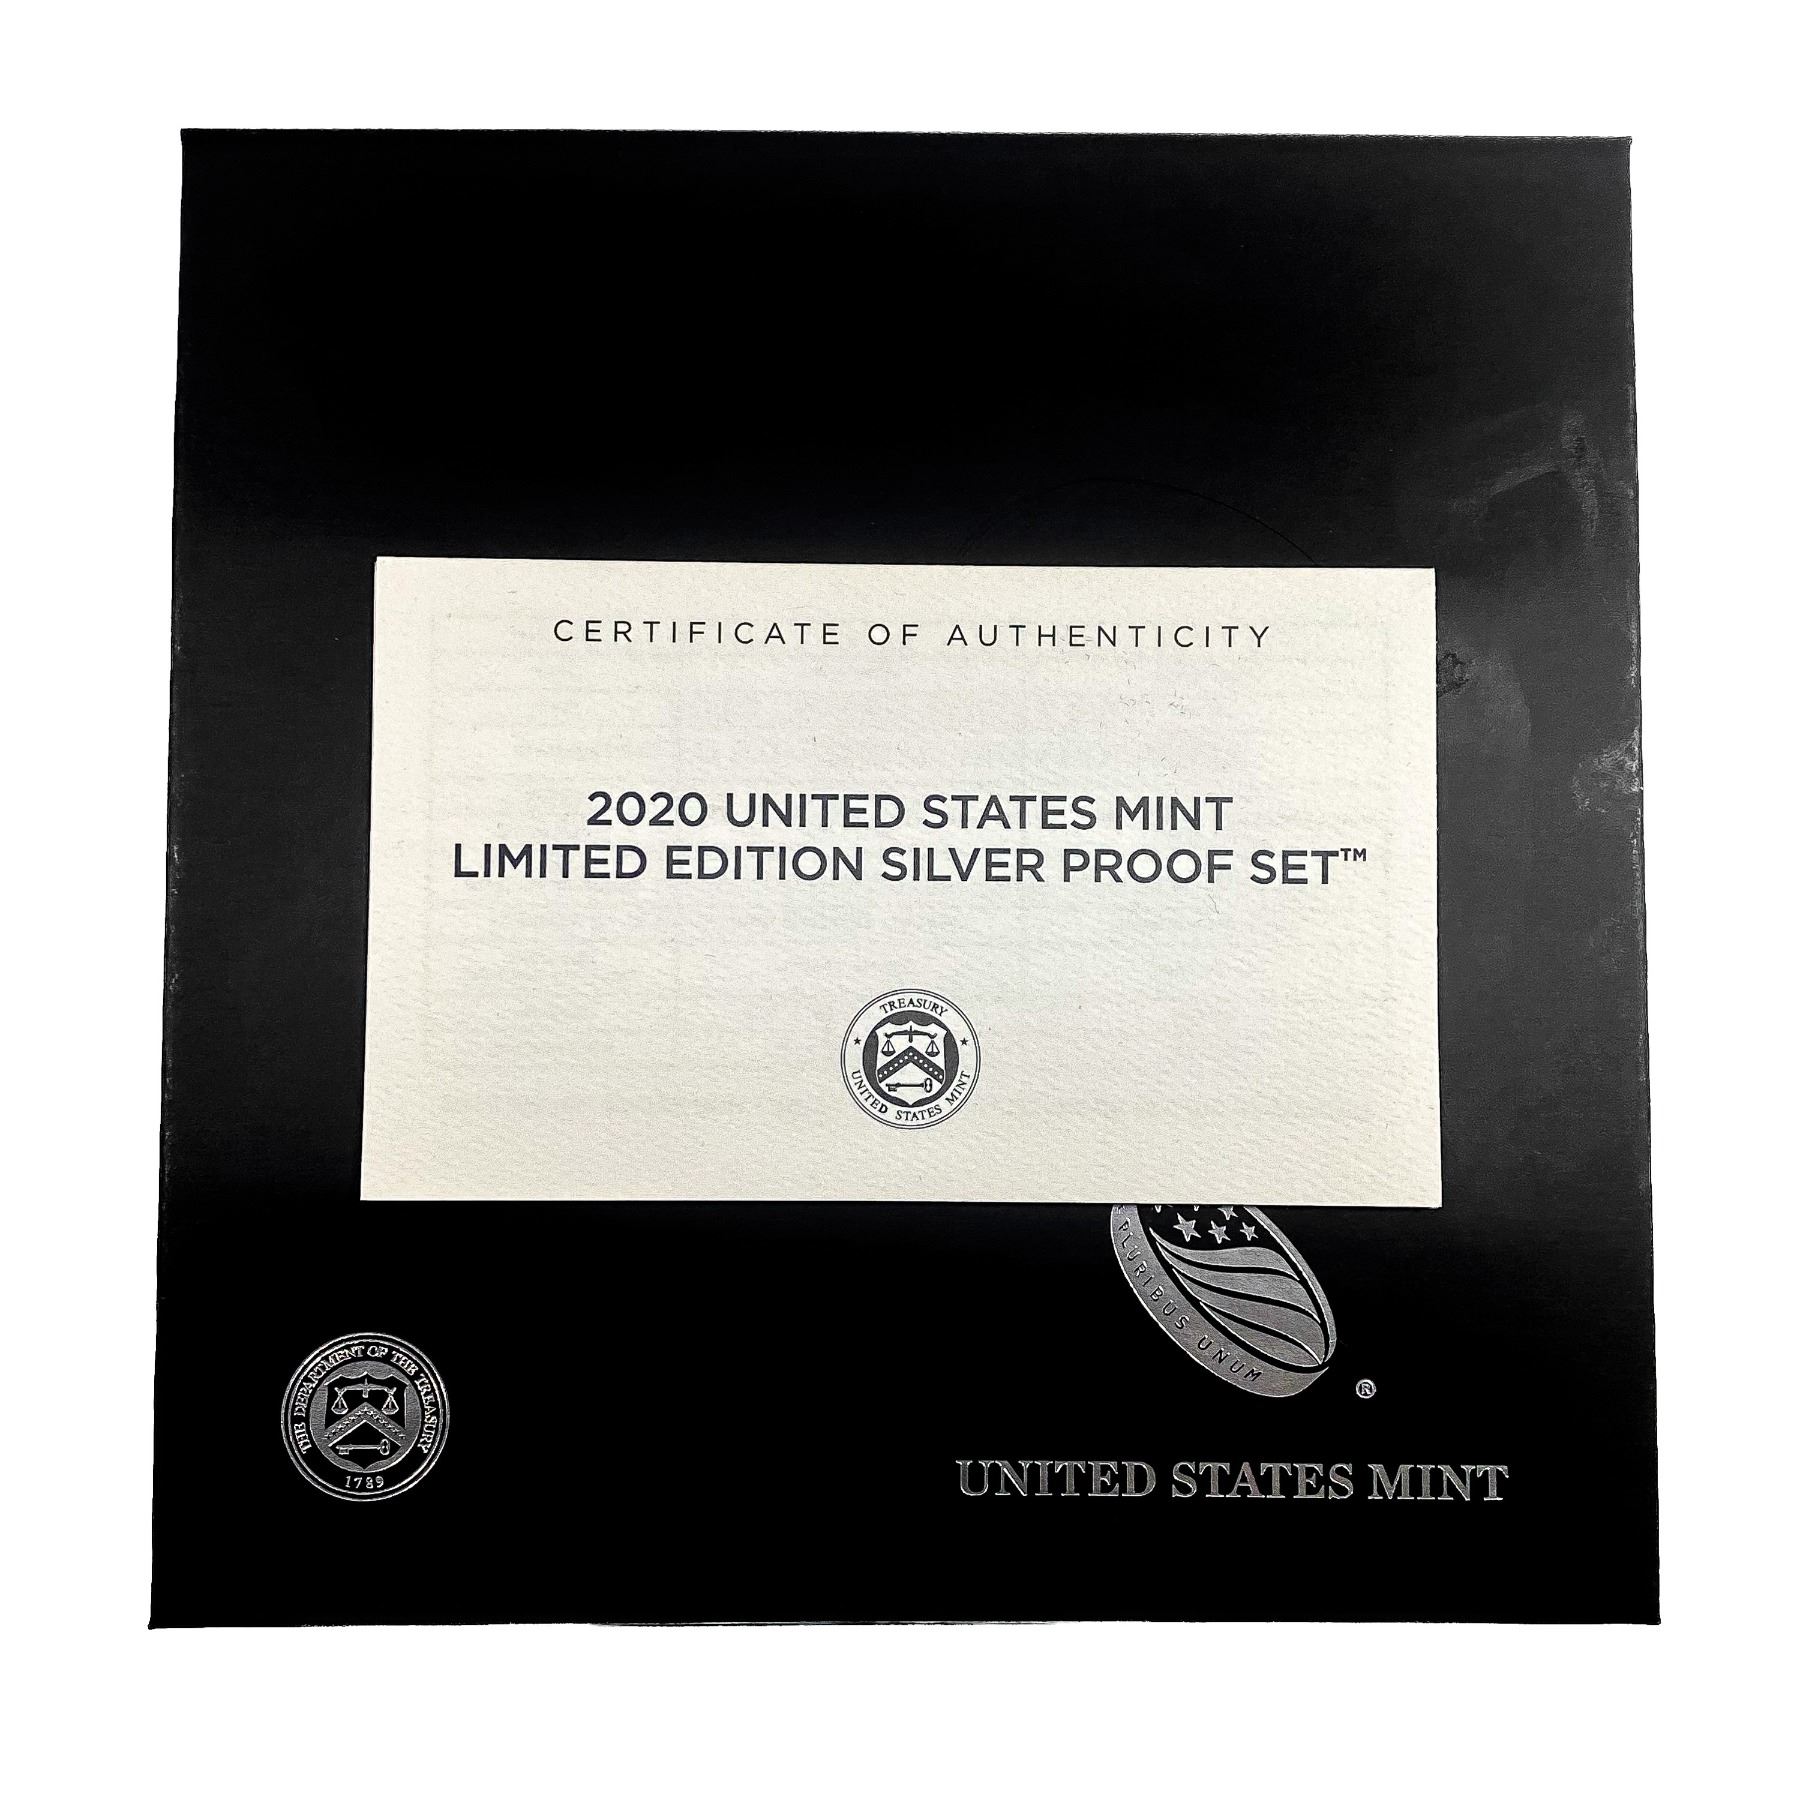 CERTIFICATE OF AUTHENTICITY
2020 UNITED STATES MINT
LIMITED EDITION SILVER PROOF SET™
TREASURY
UNITED STATES MINT
PLURIBUS UNUM
®
THE DEPARTMENT OF THE TREASURY
1789
UNITED STATES MINT